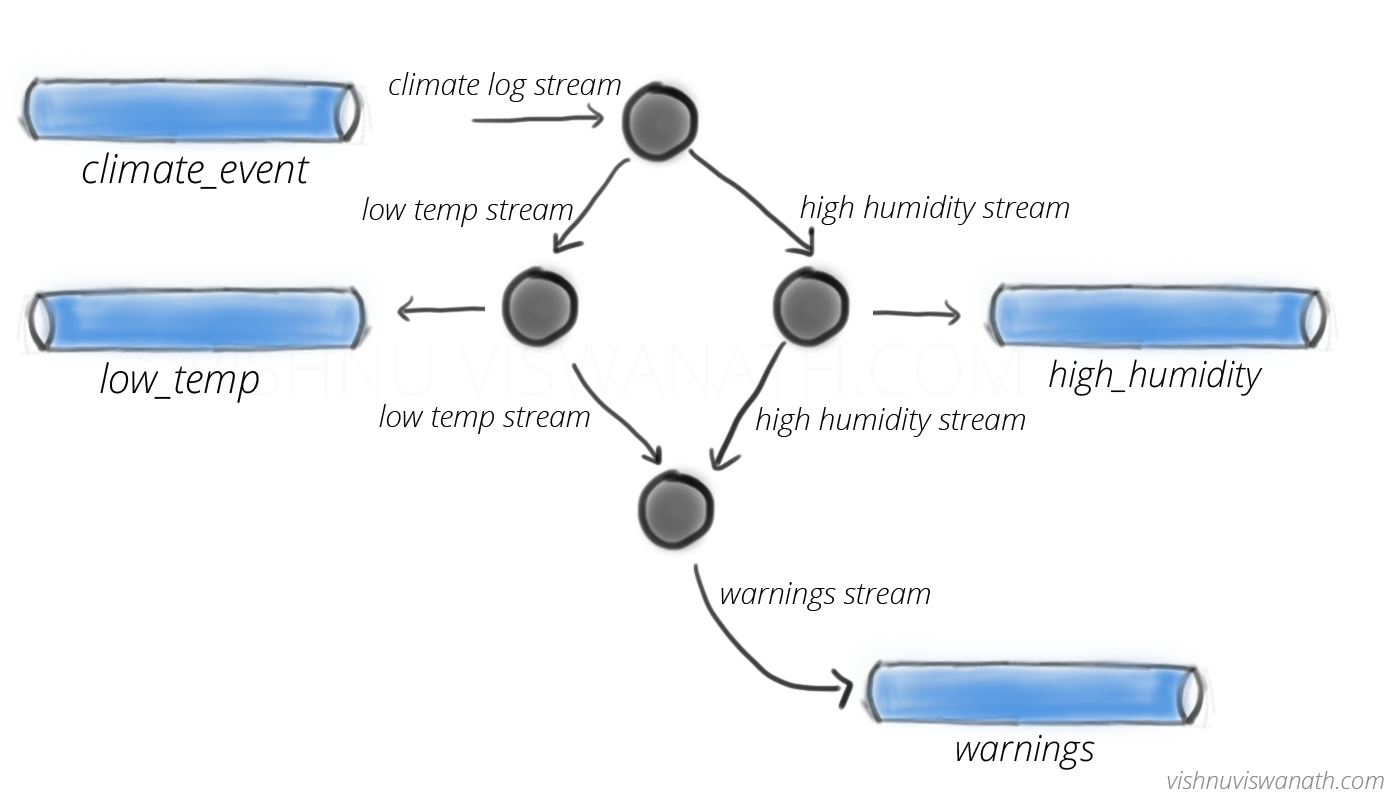 climate log stream
climate_event
low temp stream
high humidity stream
low_temp
high_humidity
VISHNU VISWANATH.COM
low temp stream
high humidity stream
warnings stream
warnings
vishnuviswanath.com